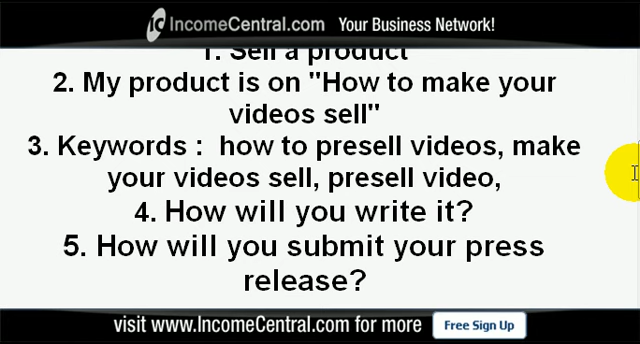 IC IncomeCentral.com Your Business Network!
1. Sell a product
2. My product is on "How to make your
videos sell"
3. Keywords : how to presell videos, make
your videos sell, presell video,
4. How will you write it?
5. How will you submit your press
release?
visit www.IncomeCentral.com for more Free Sign Up